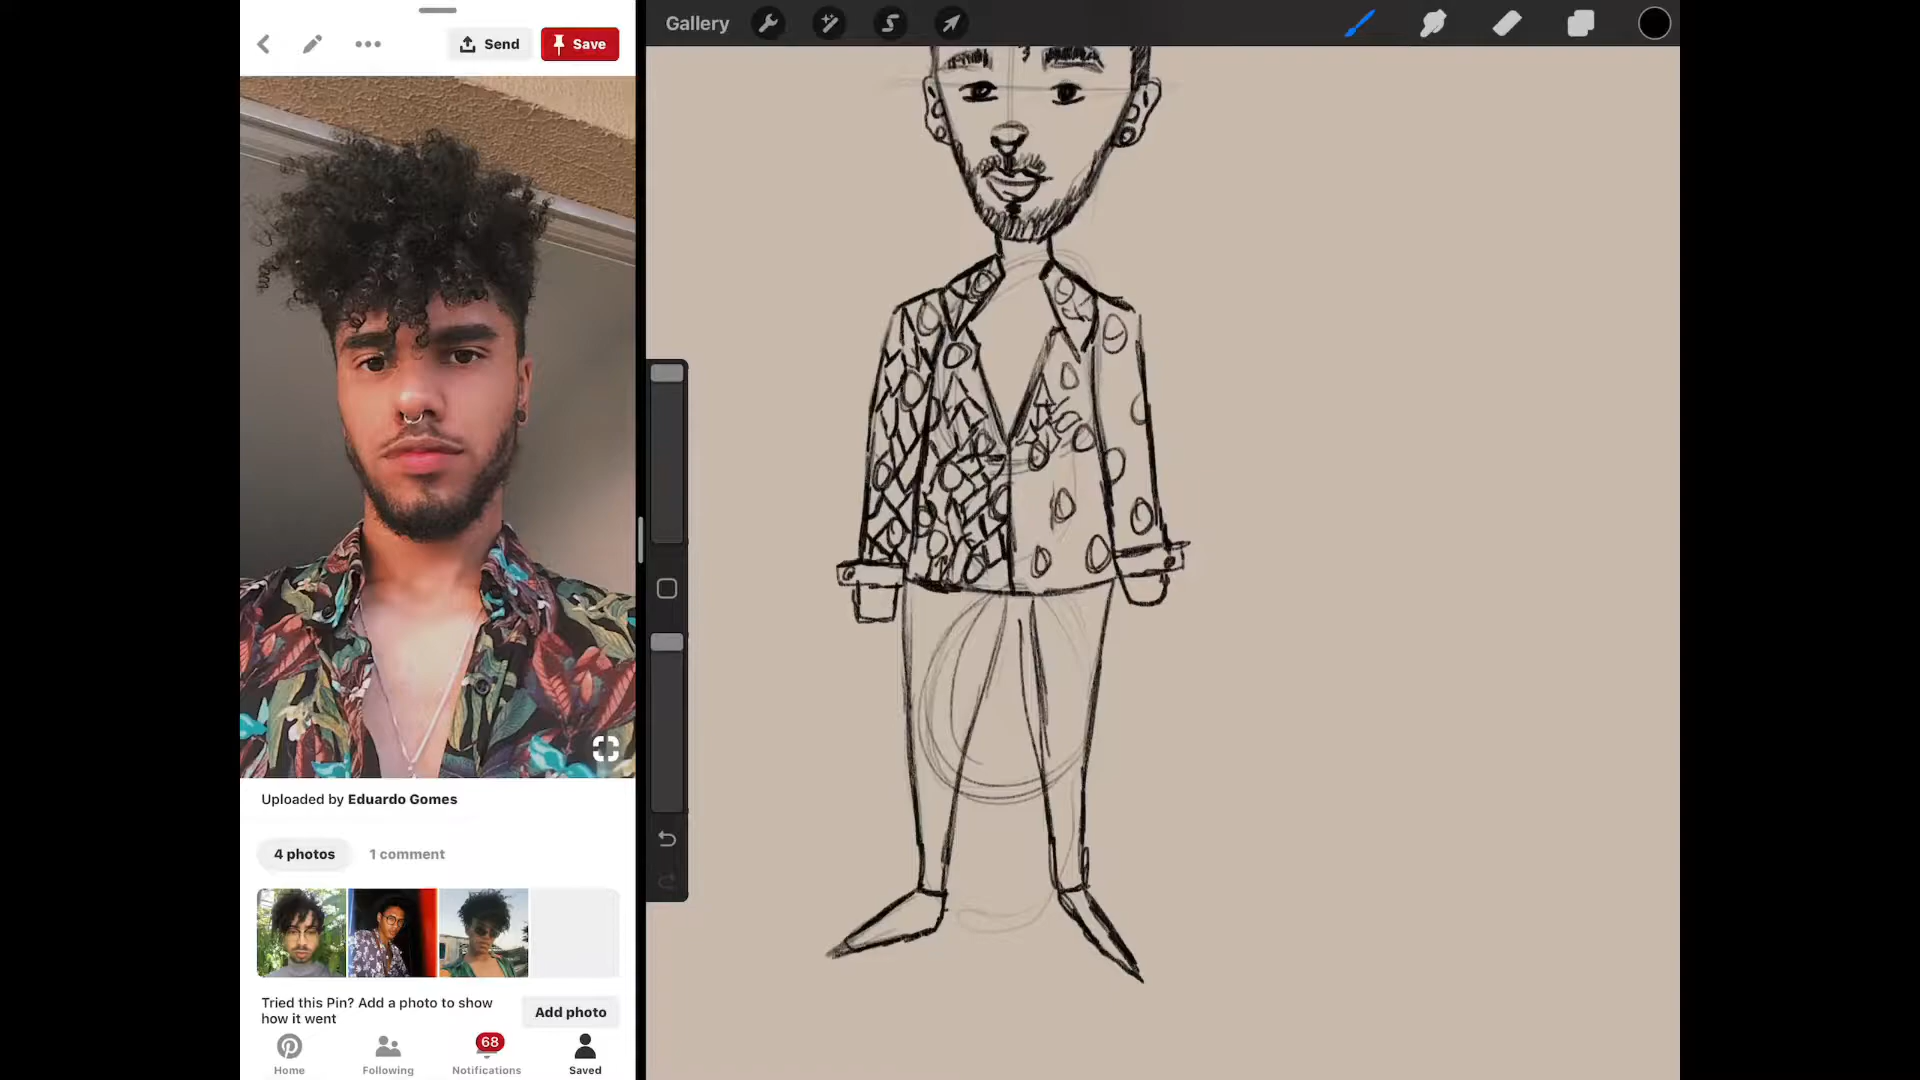 Send
Save
Gallery
Uploaded by Eduardo Gomes
4 photos
1 comment
Tried this Pin? Add a photo to show
how it went
Add photo
68
Home
Following
Notifications
Saved